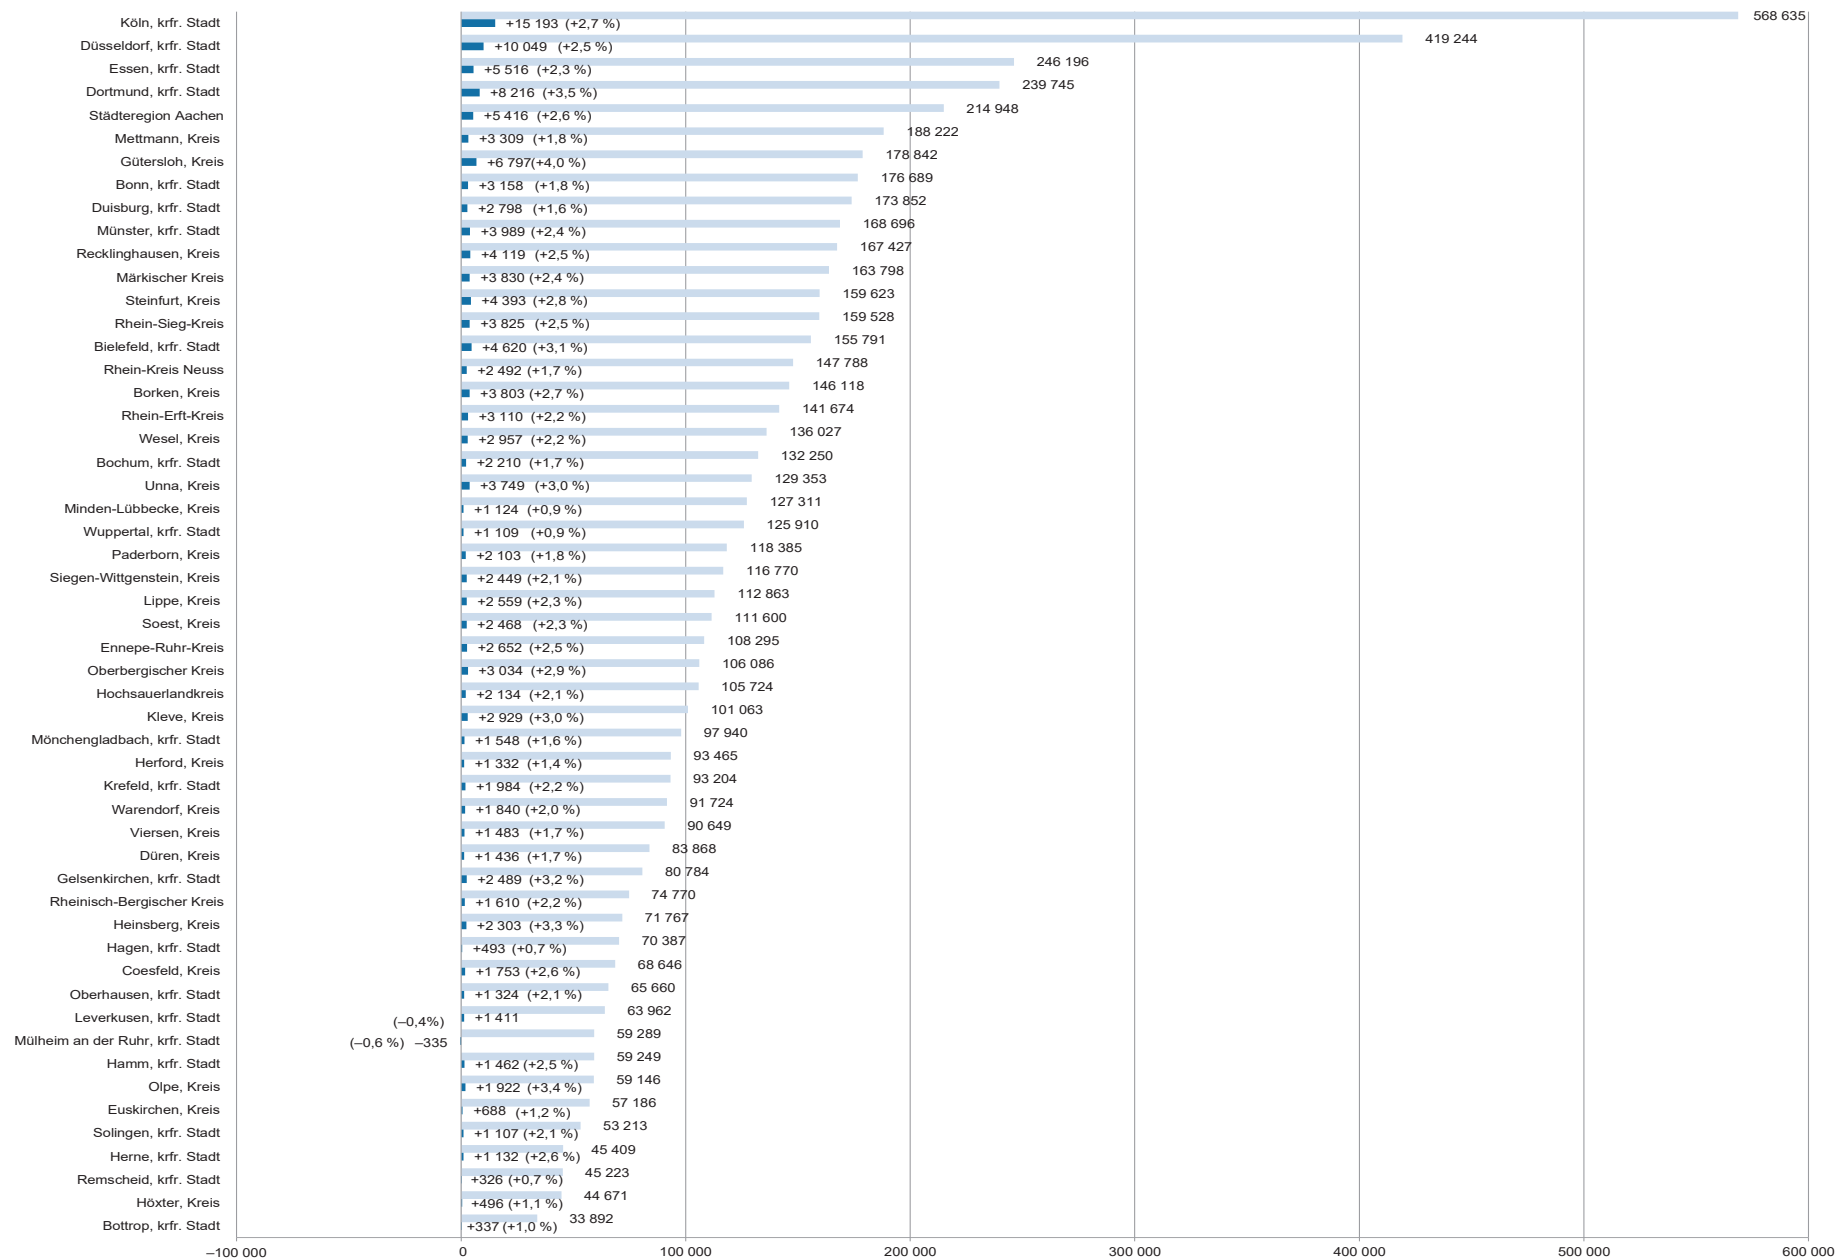 Köln, krfr. Stadt +15 193 (+2,7 %) 568 635
Düsseldorf, krfr. Stadt +10 049 (+2,5 %) 419 244
Essen, krfr. Stadt +5 516 (+2,3 %) 246 196
Dortmund, krfr. Stadt +8 216 (+3,5 %) 239 745
Städteregion Aachen +5 416 (+2,6 %) 214 948
Mettmann, Kreis +3 309 (+1,8 %) 188 222
Gütersloh, Kreis +6 797(+4,0 %) 178 842
Bonn, krfr. Stadt +3 158 (+1,8 %) 176 689
Duisburg, krfr. Stadt +2 798 (+1,6 %) 173 852
Münster, krfr. Stadt +3 989 (+2,4 %) 168 696
Recklinghausen, Kreis +4 119 (+2,5 %) 167 427
Märkischer Kreis +3 830 (+2,4 %) 163 798
Steinfurt, Kreis +4 393 (+2,8 %) 159 623
Rhein-Sieg-Kreis +3 825 (+2,5 %) 159 528
Bielefeld, krfr. Stadt +4 620 (+3,1 %) 155 791
Rhein-Kreis Neuss +2 492 (+1,7 %) 147 788
Borken, Kreis +3 803 (+2,7 %) 146 118
Rhein-Erft-Kreis +3 110 (+2,2 %) 141 674
Wesel, Kreis +2 957 (+2,2 %) 136 027
Bochum, krfr. Stadt +2 210 (+1,7 %) 132 250
Unna, Kreis +3 749 (+3,0 %) 129 353
Minden-Lübbecke, Kreis +1 124 (+0,9 %) 127 311
Wuppertal, krfr. Stadt +1 109 (+0,9 %) 125 910
Paderborn, Kreis +2 103 (+1,8 %) 118 385
Siegen-Wittgenstein, Kreis +2 449 (+2,1 %) 116 770
Lippe, Kreis +2 559 (+2,3 %) 112 863
Soest, Kreis +2 468 (+2,3 %) 111 600
Ennepe-Ruhr-Kreis +2 652 (+2,5 %) 108 295
Oberbergischer Kreis +3 034 (+2,9 %) 106 086
Hochsauerlandkreis +2 134 (+2,1 %) 105 724
Kleve, Kreis +2 929 (+3,0 %) 101 063
Mönchengladbach, krfr. Stadt +1 548 (+1,6 %) 97 940
Herford, Kreis +1 332 (+1,4 %) 93 465
Krefeld, krfr. Stadt +1 984 (+2,2 %) 93 204
Warendorf, Kreis +1 840 (+2,0 %) 91 724
Viersen, Kreis +1 483 (+1,7 %) 90 649
Düren, Kreis +1 436 (+1,7 %) 83 868
Gelsenkirchen, krfr. Stadt +2 489 (+3,2 %) 80 784
Rheinisch-Bergischer Kreis +1 610 (+2,2 %) 74 770
Heinsberg, Kreis +2 303 (+3,3 %) 71 767
Hagen, krfr. Stadt +493 (+0,7 %) 70 387
Coesfeld, Kreis +1 753 (+2,6 %) 68 646
Oberhausen, krfr. Stadt +1 324 (+2,1 %) 65 660
Leverkusen, krfr. Stadt (–0,4%) +1 411 63 962
Mülheim an der Ruhr, krfr. Stadt (–0,6 %) –335 59 289
Hamm, krfr. Stadt +1 462 (+2,5 %) 59 249
Olpe, Kreis +1 922 (+3,4 %) 59 146
Euskirchen, Kreis +688 (+1,2 %) 57 186
Solingen, krfr. Stadt +1 107 (+2,1 %) 53 213
Herne, krfr. Stadt +1 132 (+2,6 %) 45 409
Remscheid, krfr. Stadt +326 (+0,7 %) 45 223
Höxter, Kreis +496 (+1,1 %) 44 671
Bottrop, krfr. Stadt +337 (+1,0 %) 33 892
–100 000 0 100 000 200 000 300 000 400 000 500 000 600 000